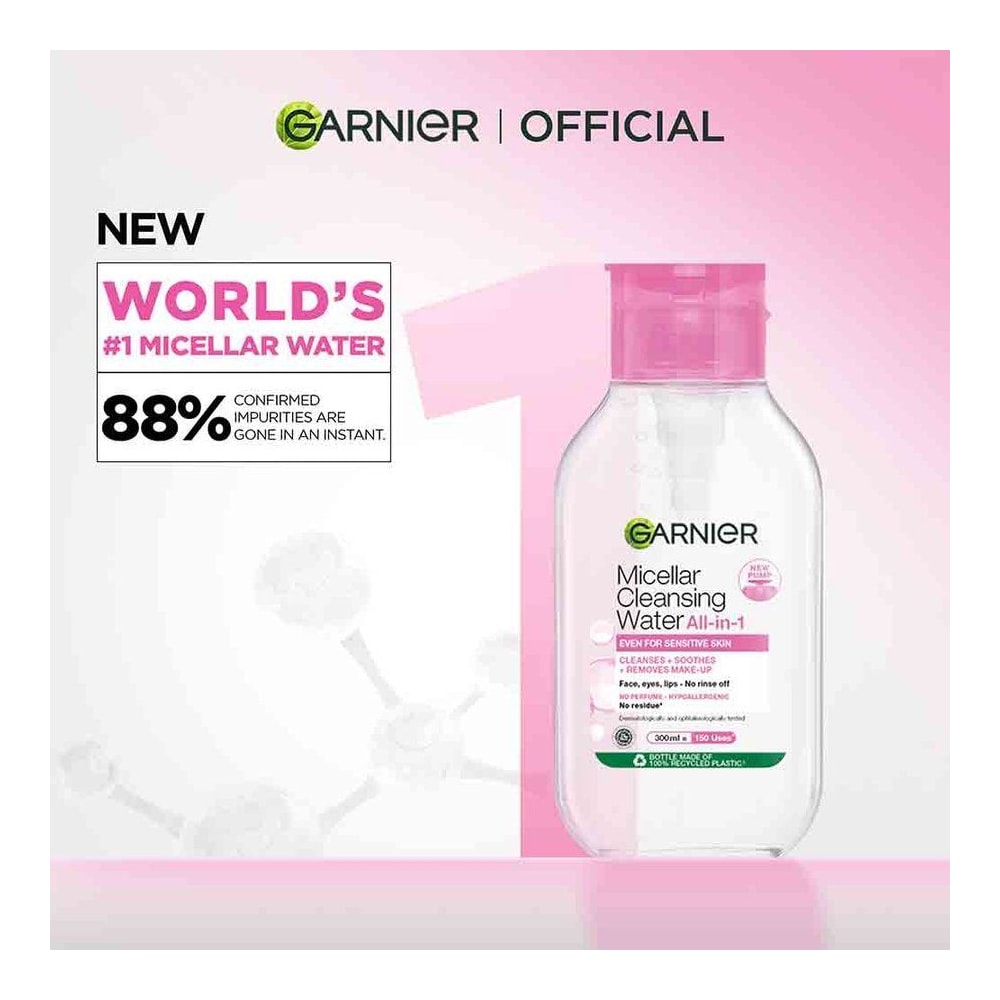 GARNIER | OFFICIAL
NEW
WORLD'S
#1 MICELLAR WATER
88%
CONFIRMED
IMPURITIES ARE
GONE IN AN INSTANT.
GARNIER
Micellar
Cleansing
Water All-in-1
NEW
PUMP
EVEN FOR SENSITIVE SKIN
CLEANSES + SOOTHES
+ REMOVES MAKE-UP
Face, eyes, lips - No rinse off
NO PERFUME - HYPOALLERGENIC
No residue*
Dermatologically and ophtalmologically tested
300ml = 150 Uses*
BOTTLE MADE OF
100% RECYCLED PLASTIC